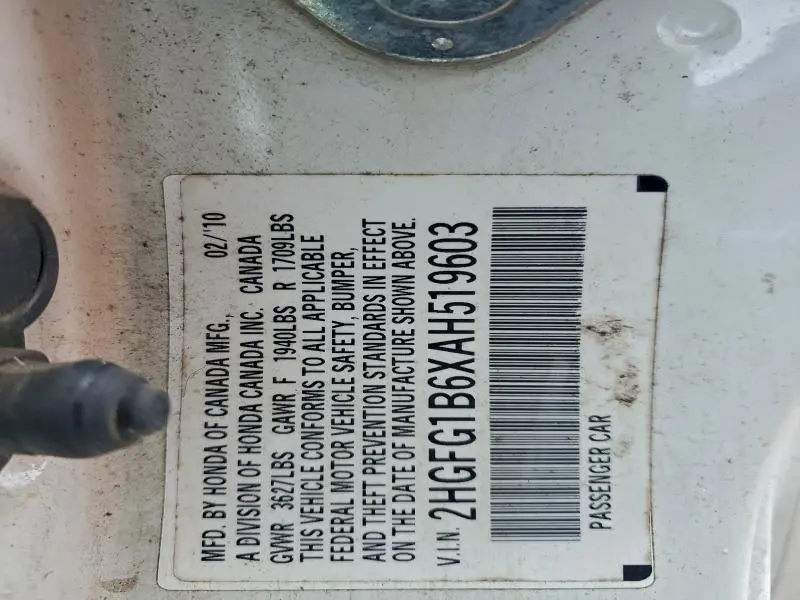 MFD. BY HONDA OF CANADA MFG., 02/'10
A DIVISION OF HONDA CANADA INC. CANADA
GVWR 3627LBS GAWR F 1940LBS R 1709LBS
THIS VEHICLE CONFORMS TO ALL APPLICABLE
FEDERAL MOTOR VEHICLE SAFETY, BUMPER,
AND THEFT PREVENTION STANDARDS IN EFFECT
ON THE DATE OF MANUFACTURE SHOWN ABOVE.
V.I.N. 2HGFG1B6XAH519603
PASSENGER CAR